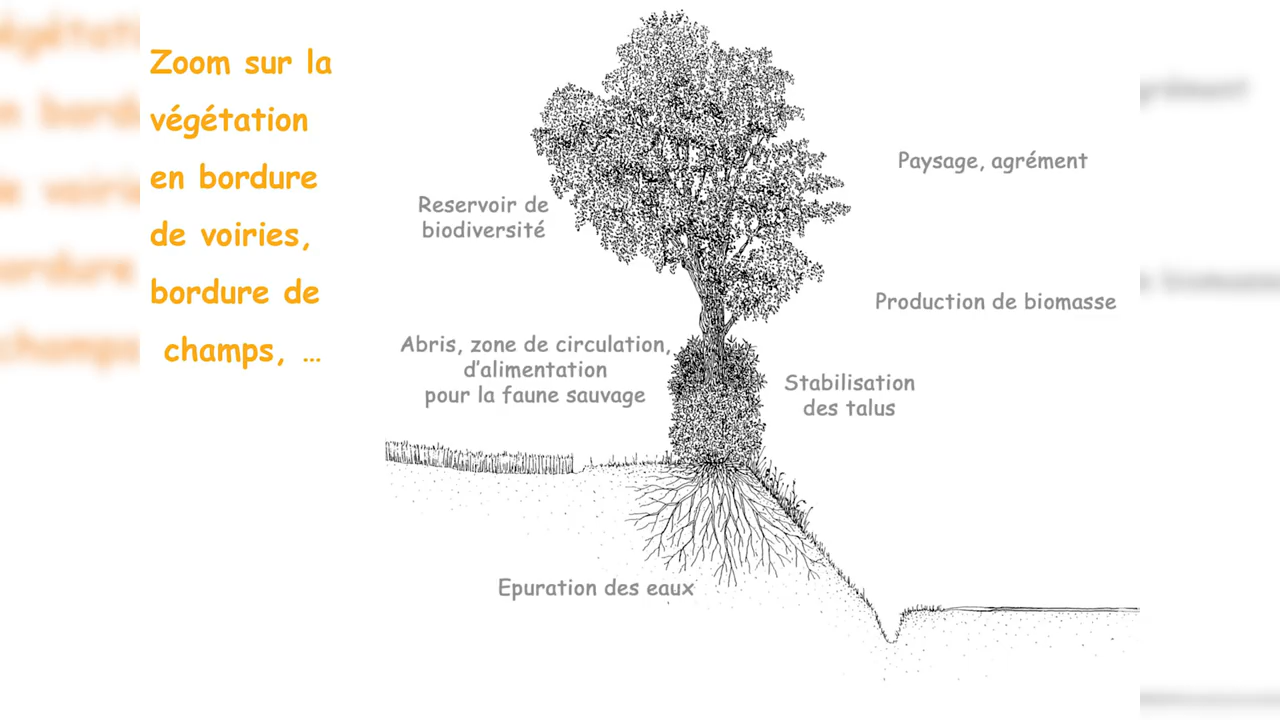 Zoom sur la
végétation
en bordure
de voiries,
bordure de
champs, …
Paysage, agrément
Reservoir de
biodiversité
Production de biomasse
Abris, zone de circulation,
d’alimentation
pour la faune sauvage
Stabilisation
des talus
Epuration des eaux